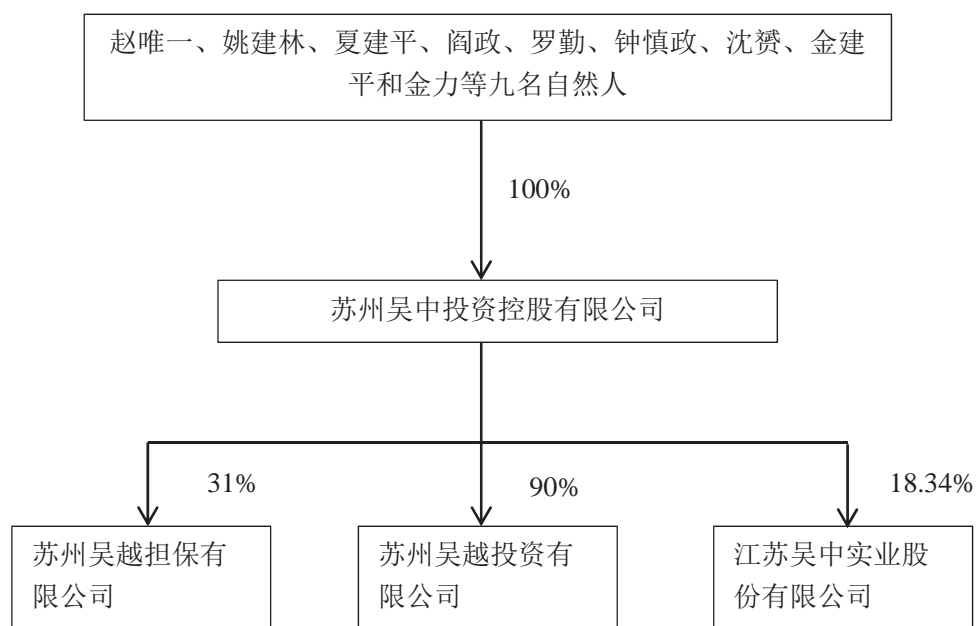 赵唯一、姚建林、夏建平、阎政、罗勤、钟慎政、沈赟、金建
平和金力等九名自然人
100%
苏州吴中投资控股有限公司
31%
90%
18.34%
苏州吴越担保有
限公司
苏州吴越投资有
限公司
江苏吴中实业股
份有限公司